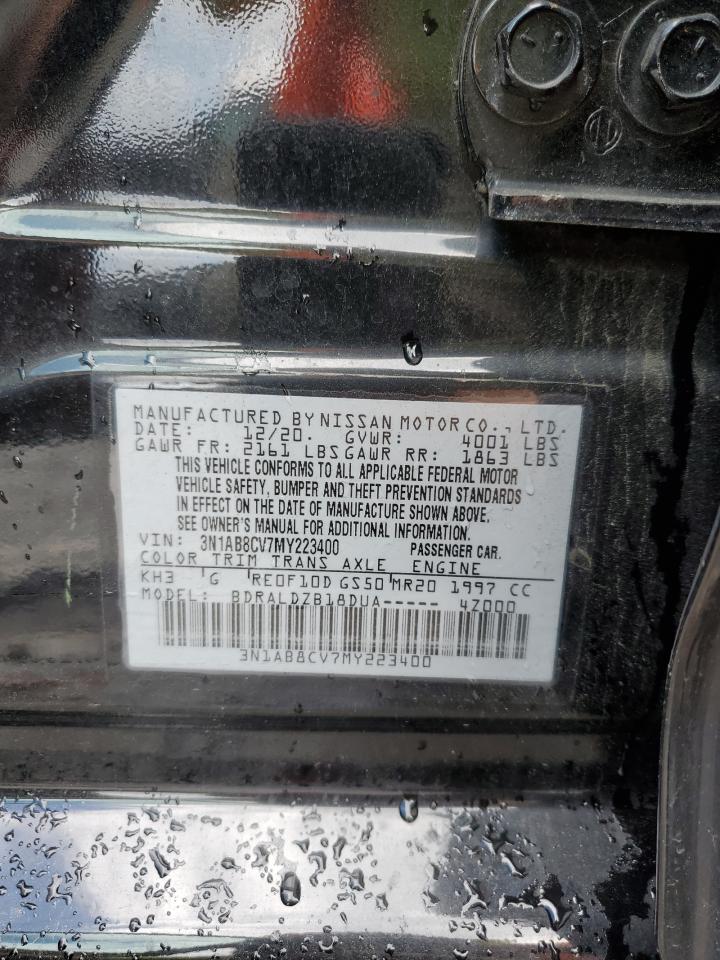 MANUFACTURED BY NISSAN MOTOR CO., LTD.
DATE: 12/20. GVWR: 4001 LBS
GAWR FR: 2161 LBS GAWR RR: 1863 LBS
THIS VEHICLE CONFORMS TO ALL APPLICABLE FEDERAL MOTOR
VEHICLE SAFETY, BUMPER AND THEFT PREVENTION STANDARDS
IN EFFECT ON THE DATE OF MANUFACTURE SHOWN ABOVE.
SEE OWNER'S MANUAL FOR ADDITIONAL INFORMATION.
VIN: 3N1AB8CV7MY223400 PASSENGER CAR.
COLOR TRIM TRANS AXLE ENGINE
KH3 G RE0F10D GS50 MR20 1997 CC
MODEL: BDRALDZB18DUA----- 4Z000
3N1AB8CV7MY223400